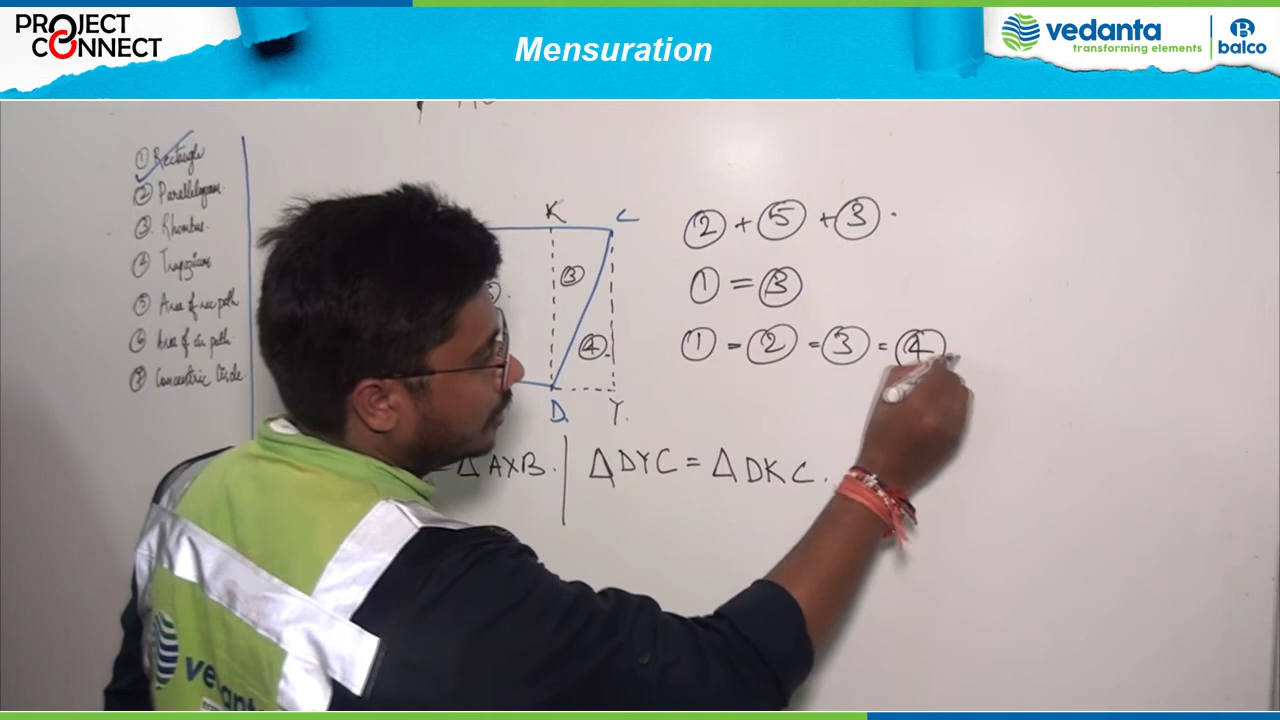 PROJECT
CONNECT
Mensuration
vedanta
transforming elements
balco
① Rectangle
② Parallelogram.
③ Rhombus.
④ Trapezium
⑤ Area of rec path
⑥ Area of cir path.
⑦ Concentric Circle.
K C
③
④
D. Y.
② + ⑤ + ③.
① = ③
① = ② = ③ = ④
= Δ AXB. Δ DYC = Δ DKC.
vedanta